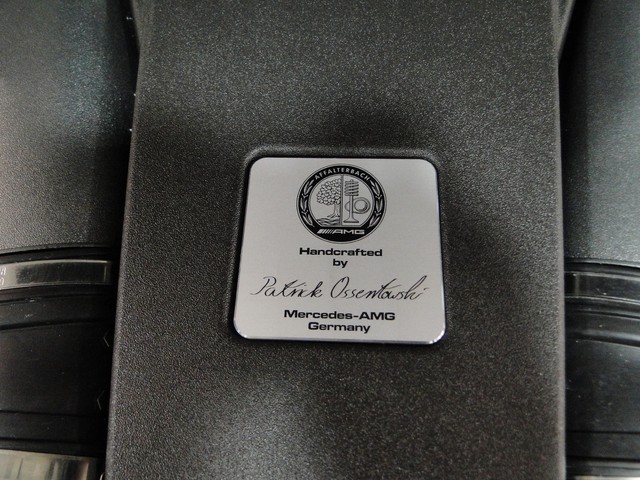 AFFALTERBACH
AMG
Handcrafted
by
Patrick Ossentowski
Mercedes-AMG
Germany